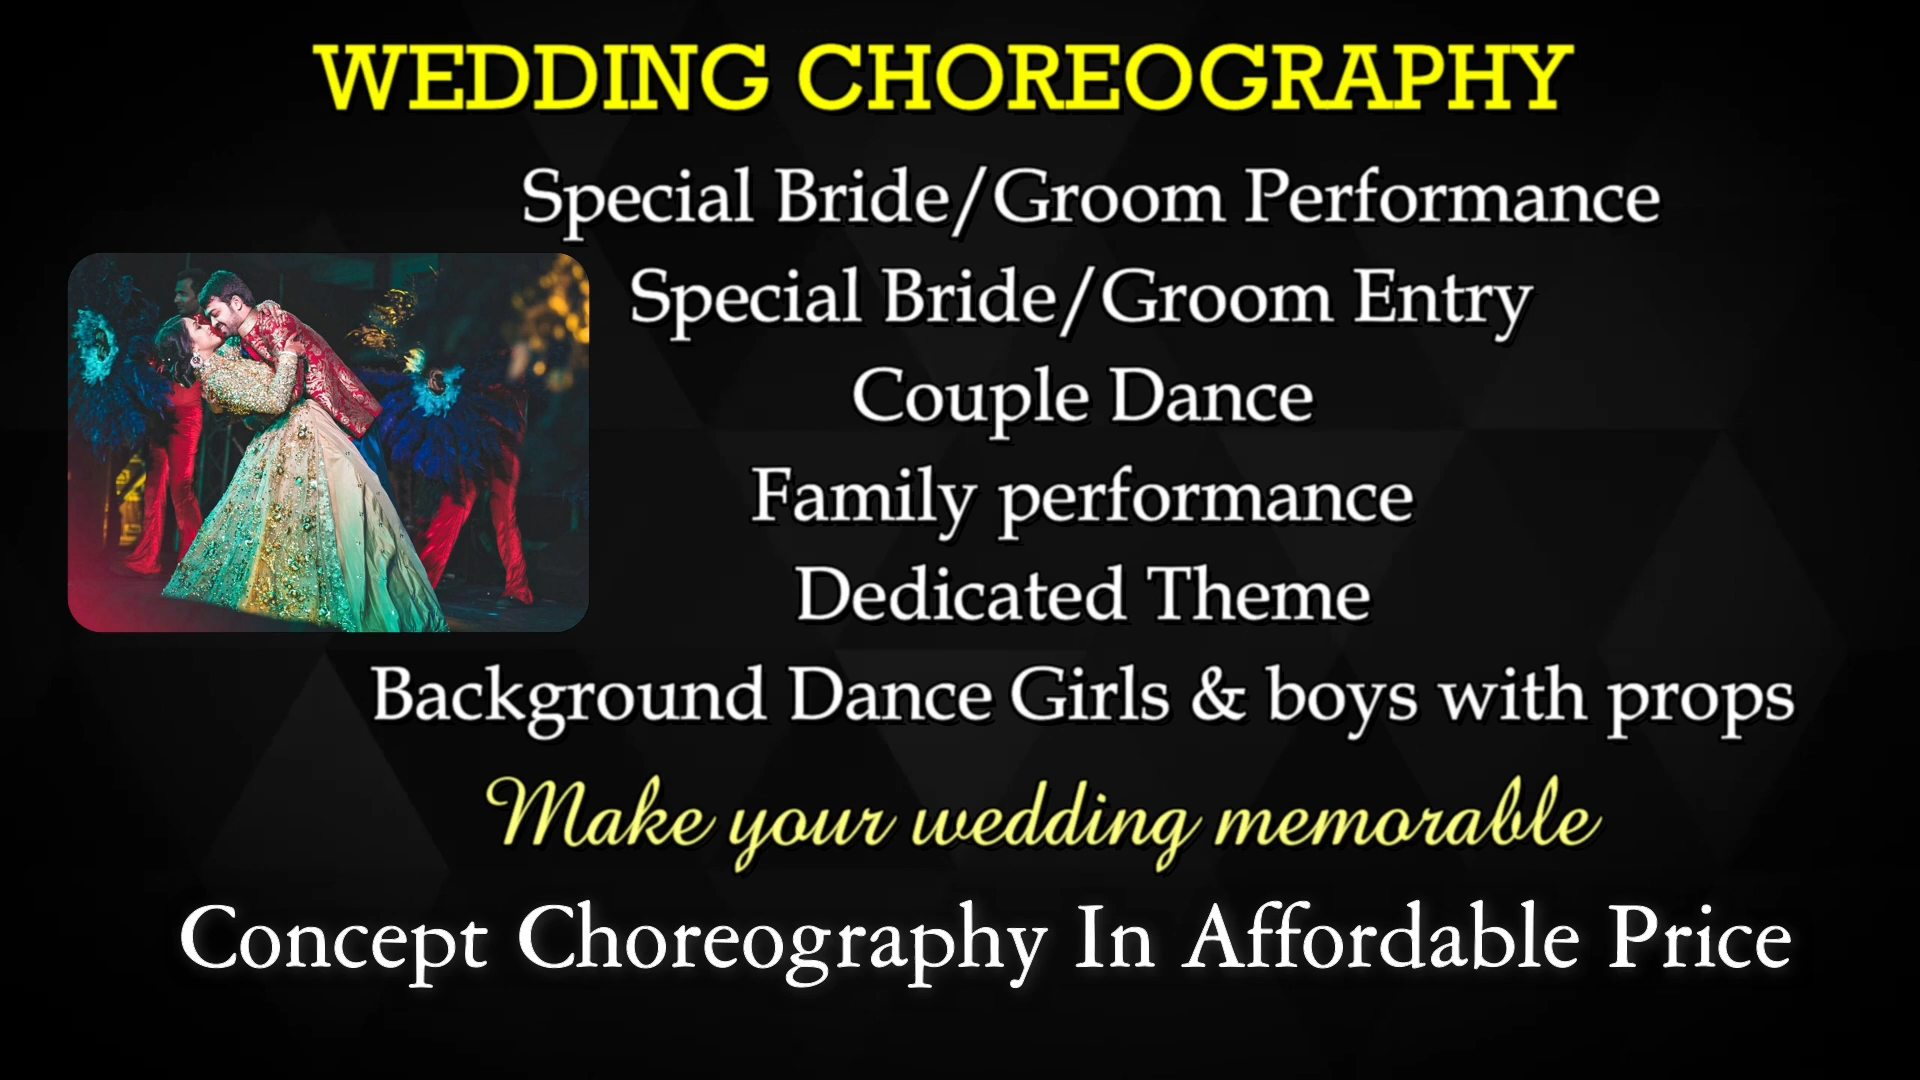 WEDDING CHOREOGRAPHY
Special Bride/Groom Performance
Special Bride/Groom Entry
Couple Dance
Family performance
Dedicated Theme
Background Dance Girls & boys with props
Make your wedding memorable
Concept Choreography In Affordable Price